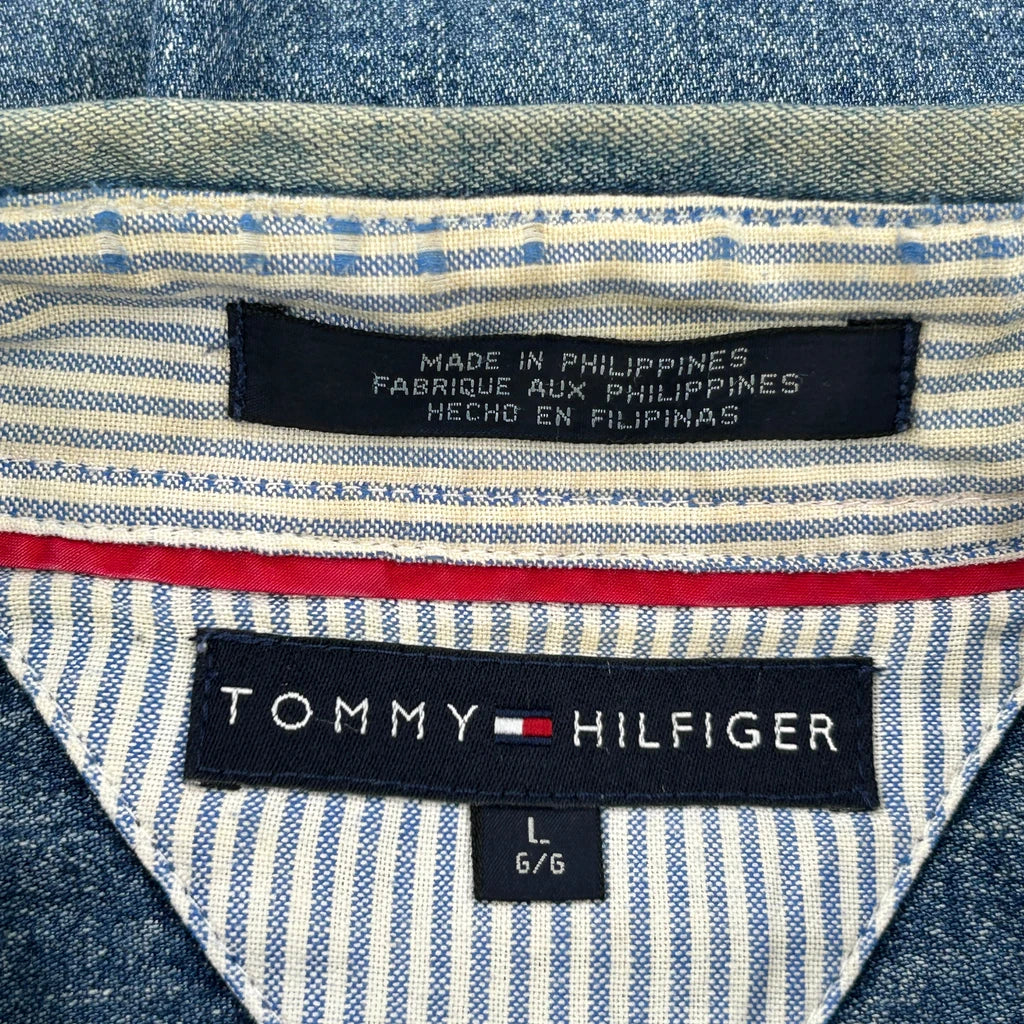 MADE IN PHILIPPINES
FABRIQUE AUX PHILIPPINES
HECHO EN FILIPINAS
TOMMY HILFIGER
L
G/G